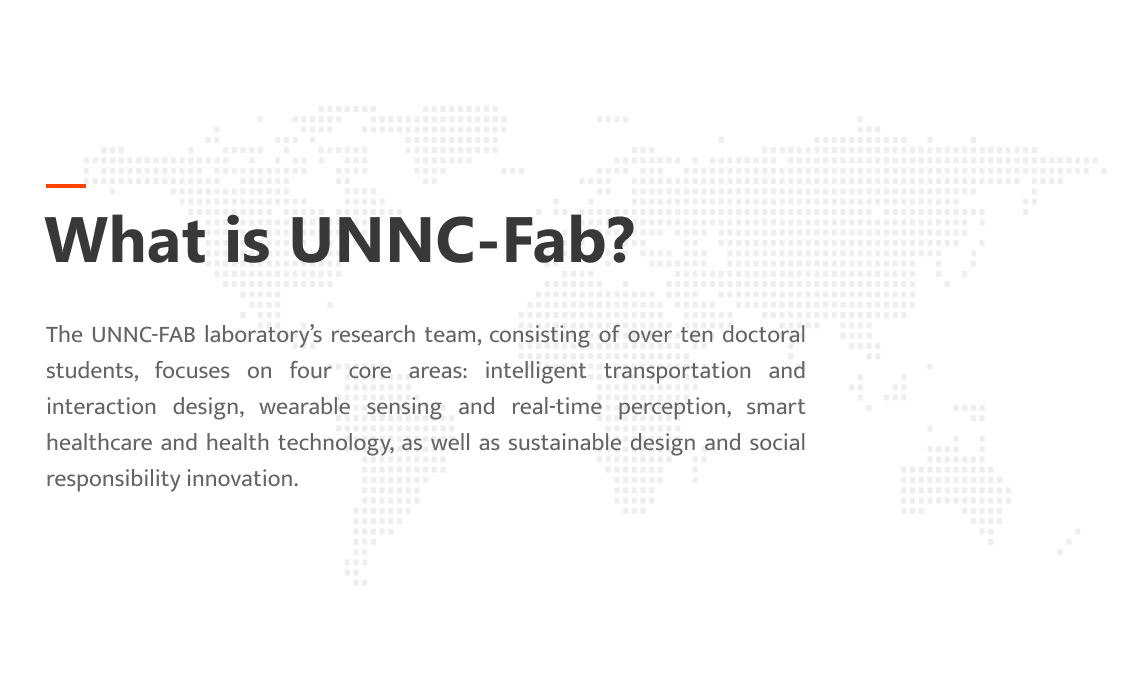 What is UNNC-Fab?
The UNNC-FAB laboratory’s research team, consisting of over ten doctoral
students, focuses on four core areas: intelligent transportation and
interaction design, wearable sensing and real-time perception, smart
healthcare and health technology, as well as sustainable design and social
responsibility innovation.